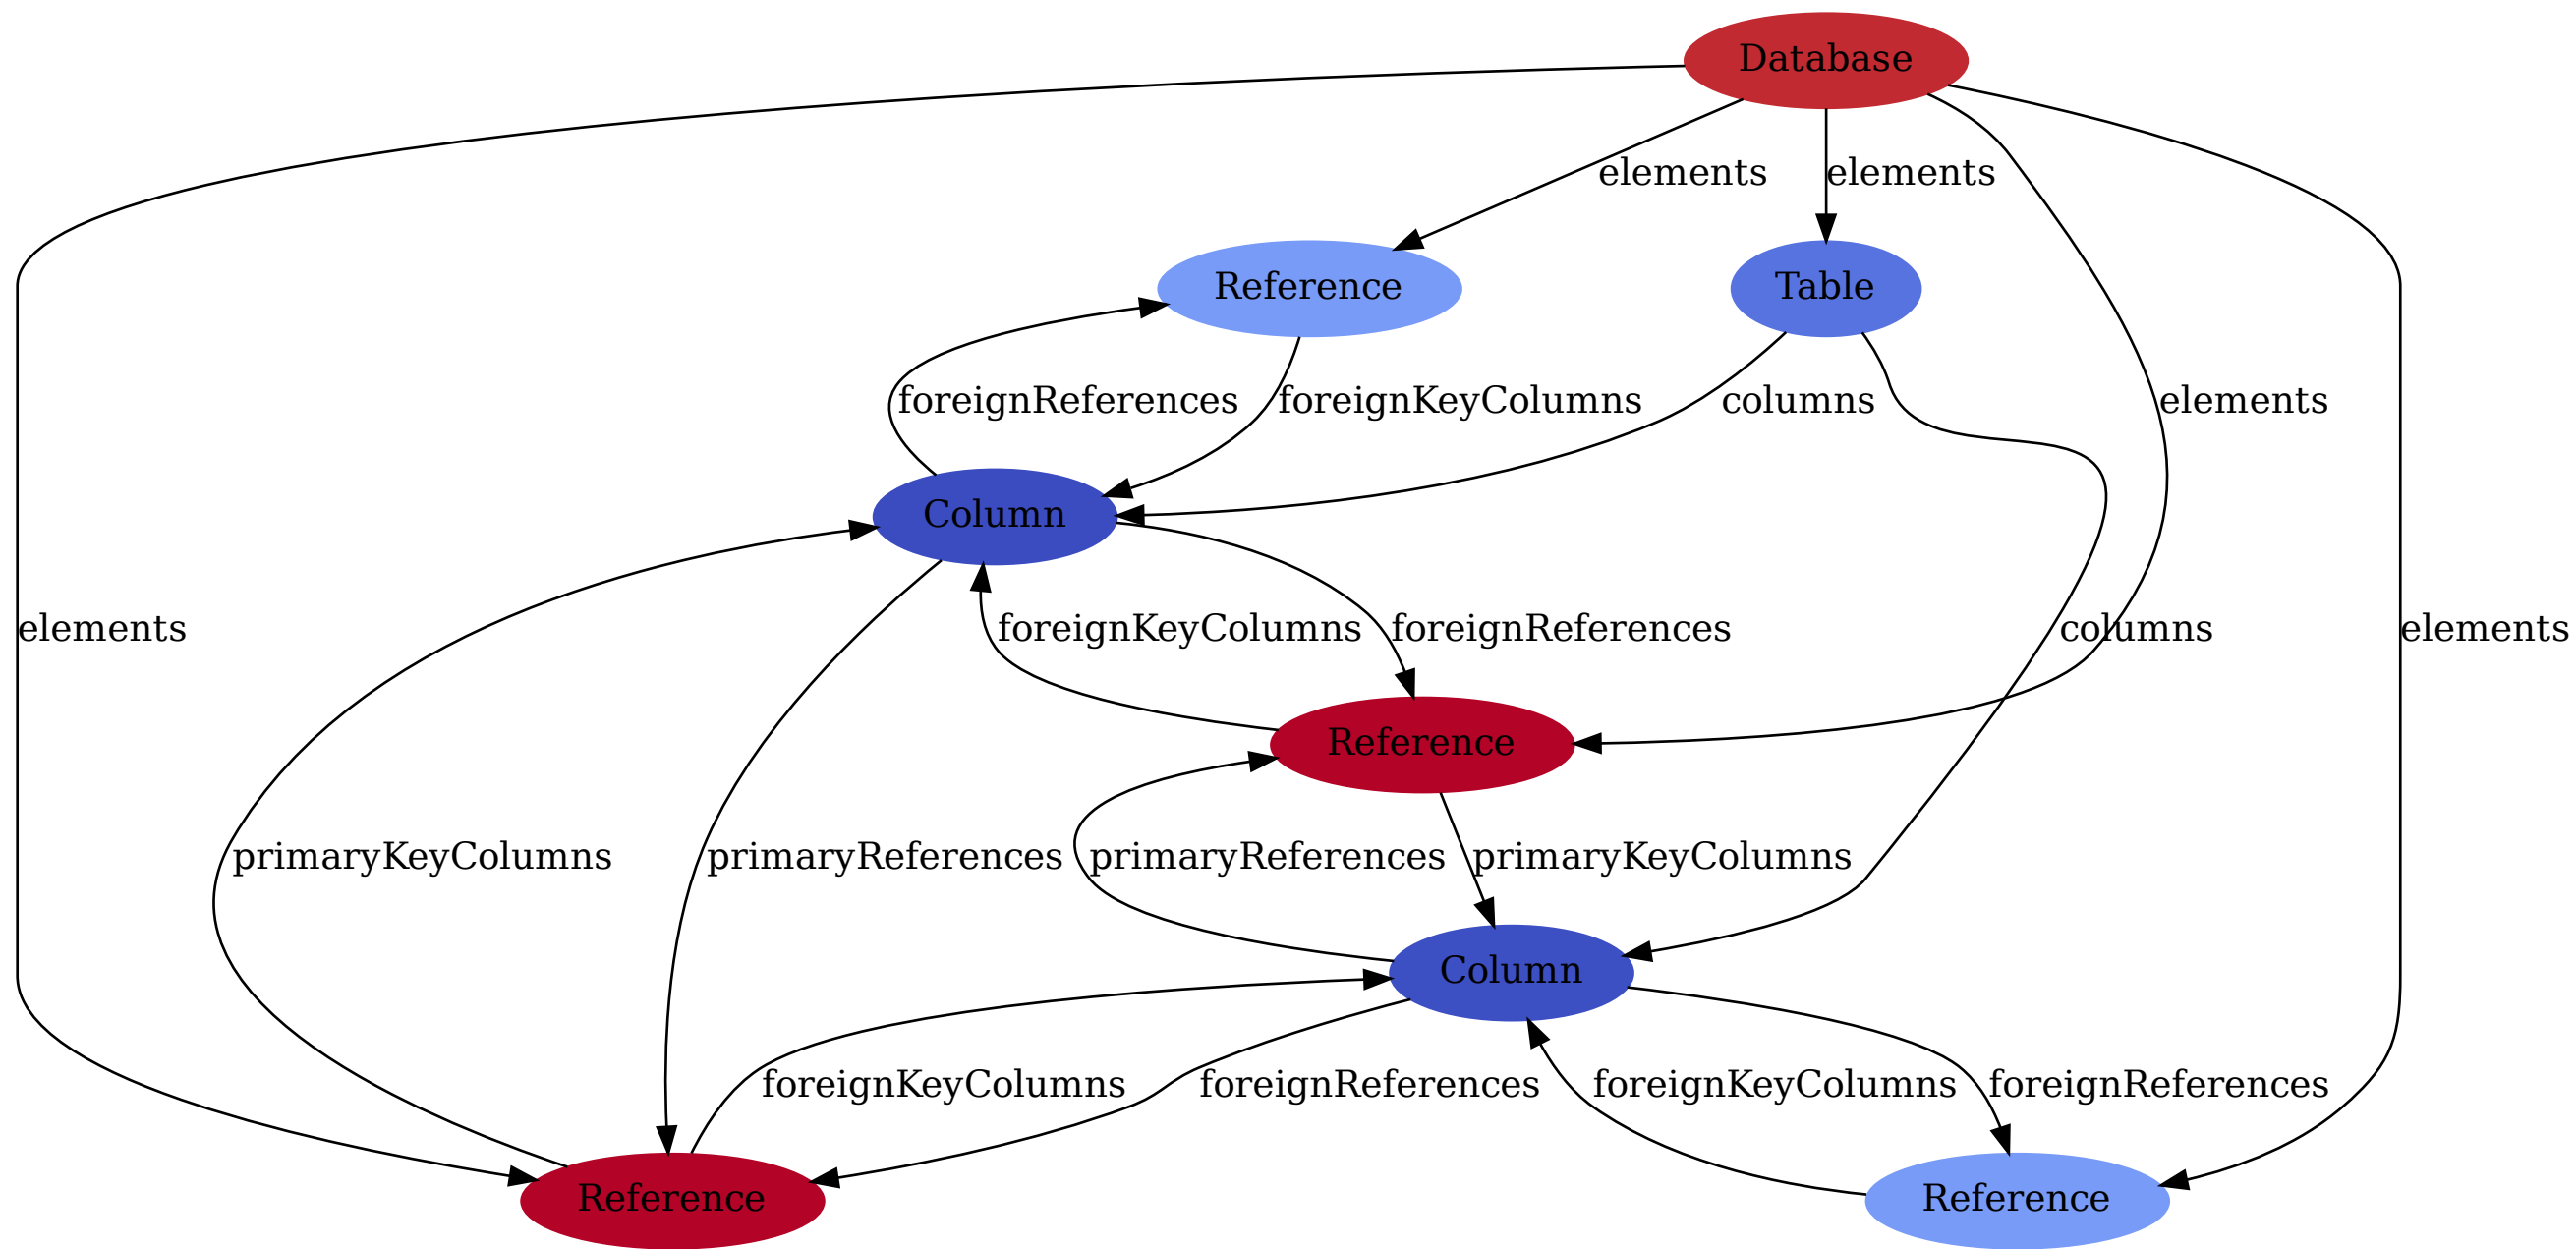 Database
elements
elements
Reference
Table
foreignReferences
foreignKeyColumns
columns
elements
Column
elements
foreignKeyColumns
foreignReferences
columns
elements
Reference
primaryKeyColumns
primaryReferences
primaryReferences
primaryKeyColumns
Column
foreignKeyColumns
foreignReferences
foreignKeyColumns
foreignReferences
Reference
Reference